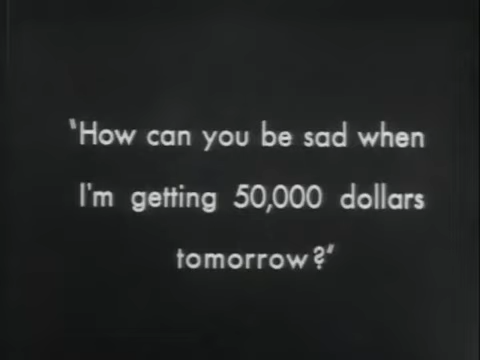 "How can you be sad when
I'm getting 50,000 dollars
tomorrow?"